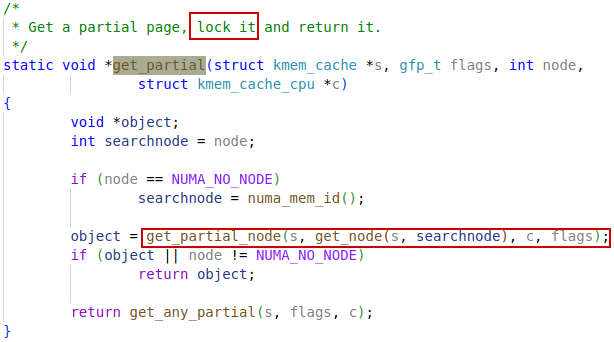 /*
 * Get a partial page, lock it and return it.
 */
static void *get_partial(struct kmem_cache *s, gfp_t flags, int node,
                struct kmem_cache_cpu *c)
{
        void *object;
        int searchnode = node;

        if (node == NUMA_NO_NODE)
                searchnode = numa_mem_id();

        object = get_partial_node(s, get_node(s, searchnode), c, flags);
        if (object || node != NUMA_NO_NODE)
                return object;

        return get_any_partial(s, flags, c);
}